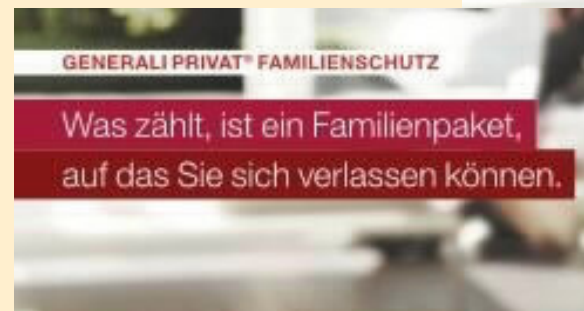 GENERALI PRIVAT® FAMILIENSCHUTZ
Was zählt, ist ein Familienpaket,
auf das Sie sich verlassen können.